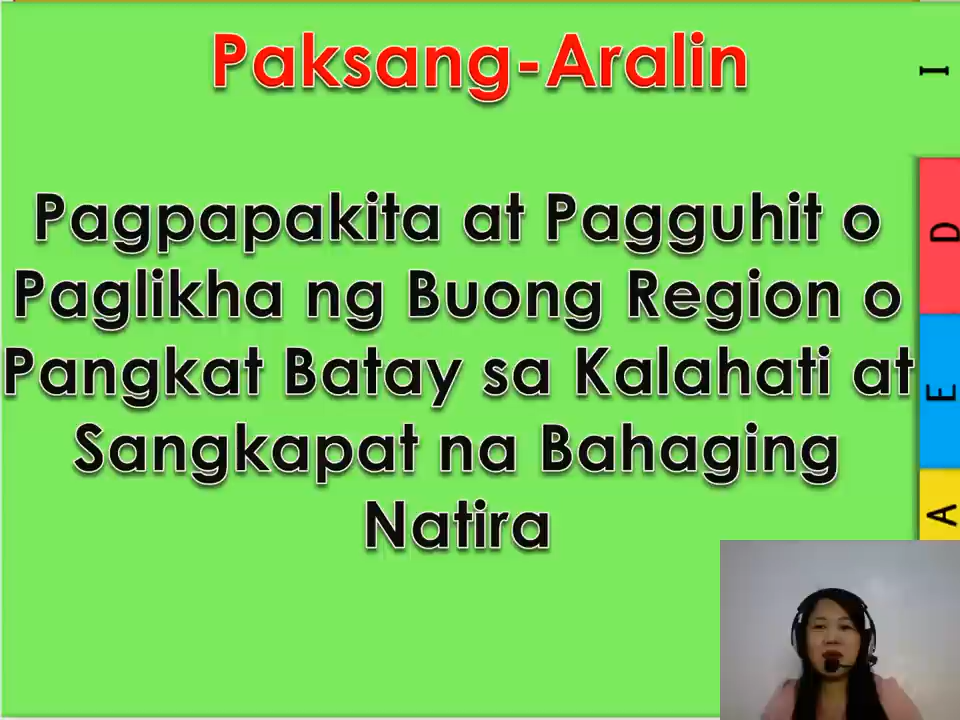 Paksang-Aralin
Pagpapakita at Pagguhit o
Paglikha ng Buong Region o
Pangkat Batay sa Kalahati at
Sangkapat na Bahaging
Natira
I
D
E
A